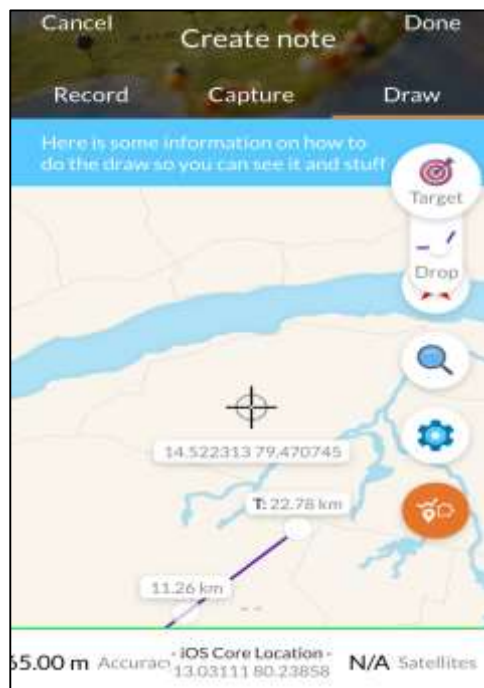 Cancel
Create note
Done
Record
Capture
Draw
Here is some information on how to
do the draw so you can see it and stuff
Target
Drop
14.522313 79.470745
T: 22.78 km
11.26 km
65.00 m Accurac
- iOS Core Location -
13.03111 80.23858
N/A Satellites